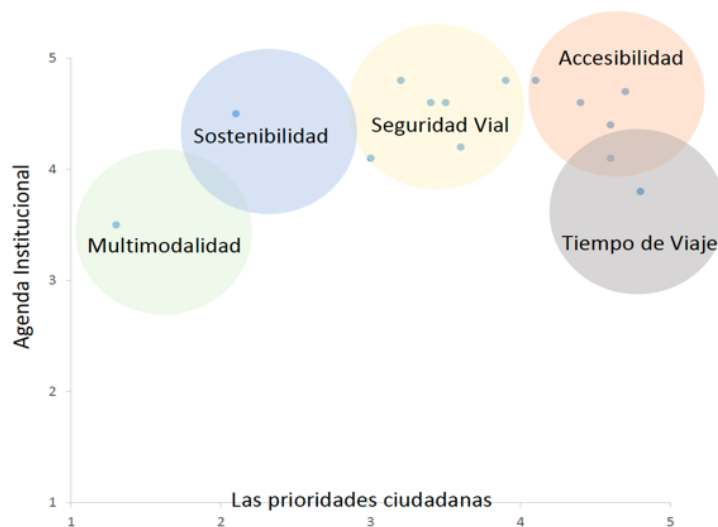 Accesibilidad
Seguridad Vial
Sostenibilidad
Multimodalidad
Tiempo de Viaje
Agenda Institucional
5
4
3
2
1
Las prioridades ciudadanas
1
2
3
4
5